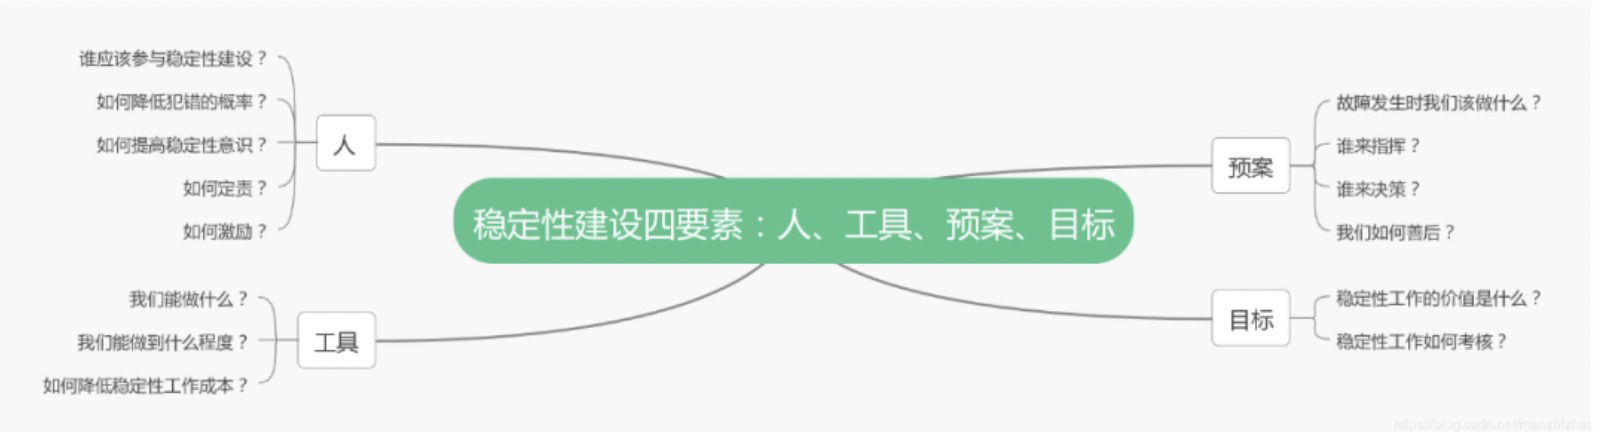 稳定性建设四要素：人、工具、预案、目标
人
谁应该参与稳定性建设？
如何降低犯错的概率？
如何提高稳定性意识？
如何定责？
如何激励？
工具
我们能做什么？
我们能做到什么程度？
如何降低稳定性工作成本？
预案
故障发生时我们该做什么？
谁来指挥？
谁来决策？
我们如何善后？
目标
稳定性工作的价值是什么？
稳定性工作如何考核？